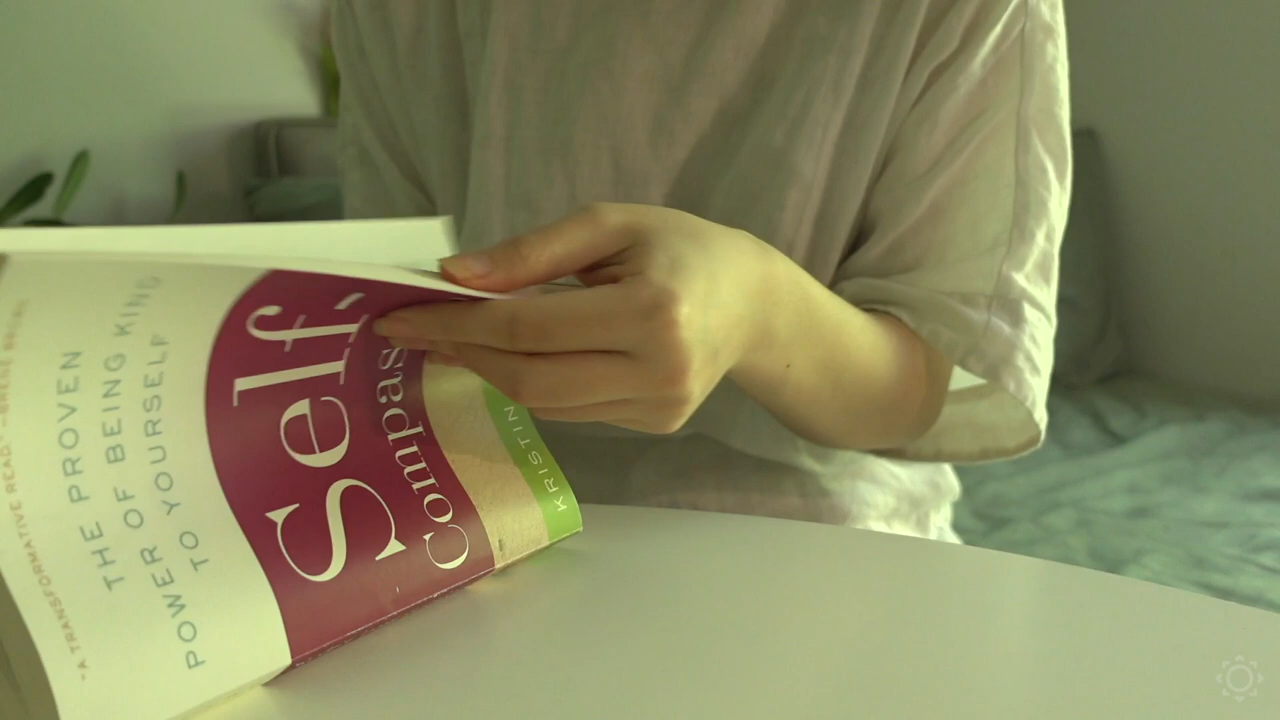 "A TRANSFORMATIVE READ."
THE PROVEN
POWER OF BEING KIND
TO YOURSELF
Self-
Compas
KRISTIN